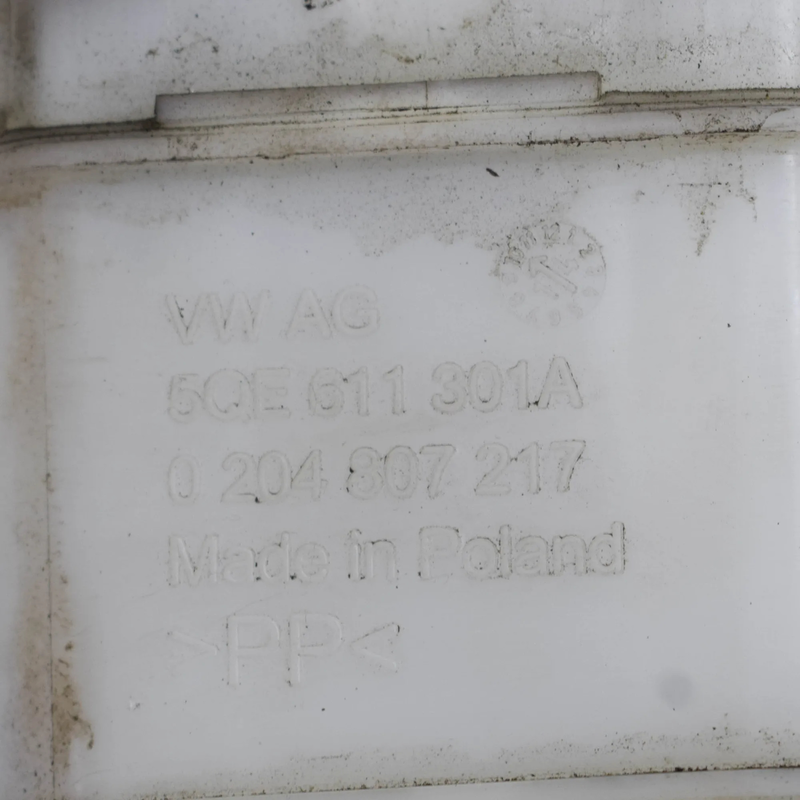 VW AG
5QE 611 301A
0 204 807 217
Made in Poland
>PP<